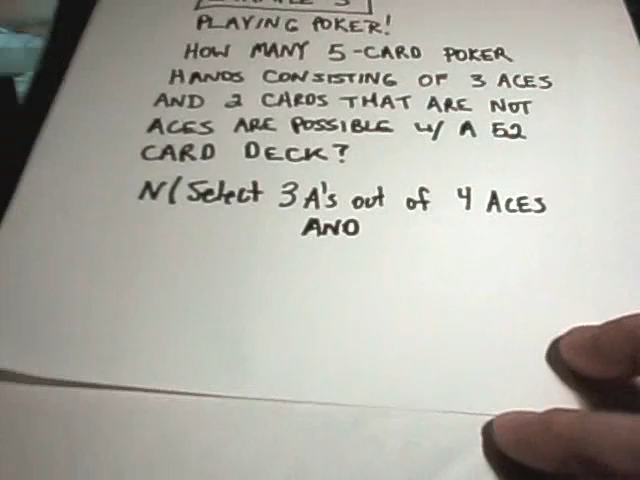 PLAYING POKER!
HOW MANY 5-CARD POKER
HANDS CONSISTING OF 3 ACES
AND 2 CARDS THAT ARE NOT
ACES ARE POSSIBLE W/ A 52
CARD DECK?
N(Select 3 A's out of 4 ACES
AND